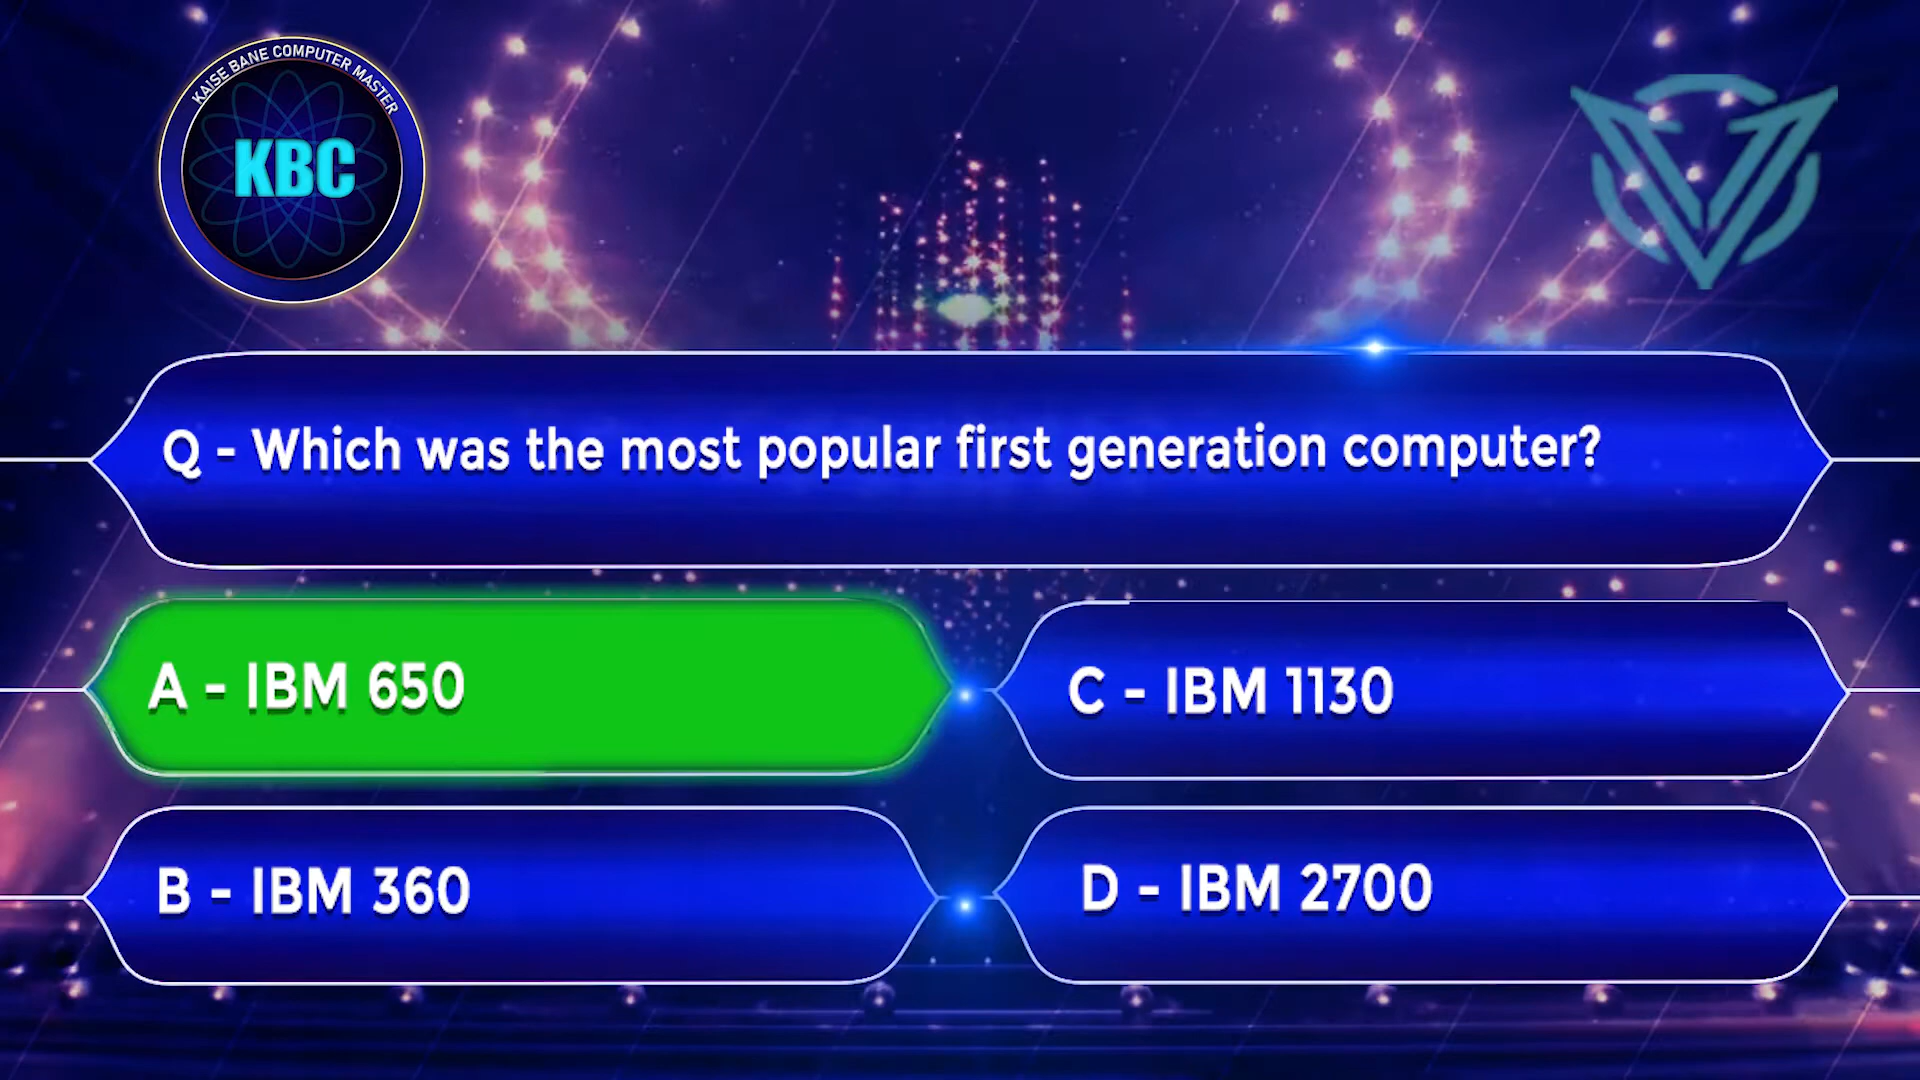 KAISE BANE COMPUTER MASTER
KBC
Q - Which was the most popular first generation computer?
A - IBM 650
C - IBM 1130
B - IBM 360
D - IBM 2700